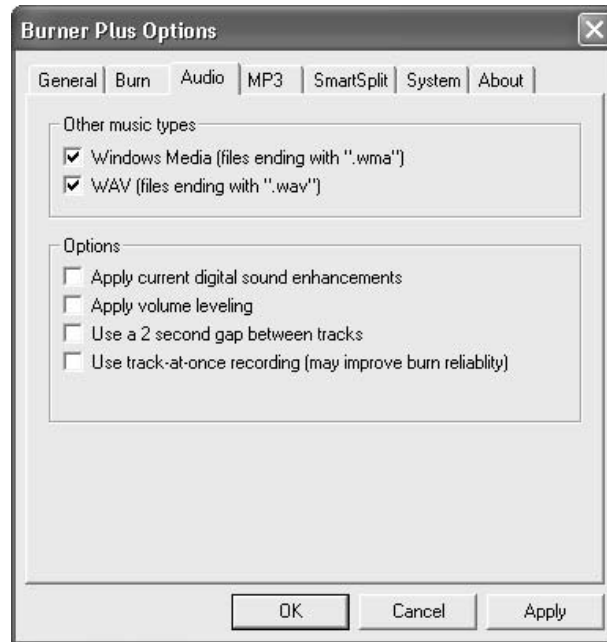 Burner Plus Options
General Burn Audio MP3 SmartSplit System About
Other music types
Windows Media (files ending with ".wma")
WAV (files ending with ".wav")
Options
Apply current digital sound enhancements
Apply volume leveling
Use a 2 second gap between tracks
Use track-at-once recording (may improve burn reliablity)
OK Cancel Apply